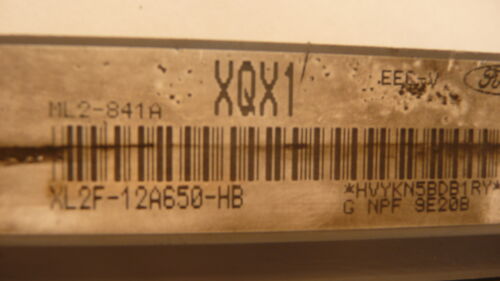 XQX1
EEC-V
ML2-841A
XL2F-12A650-HB
*HVYKN5BDB1RY*
G NPF 9E20B